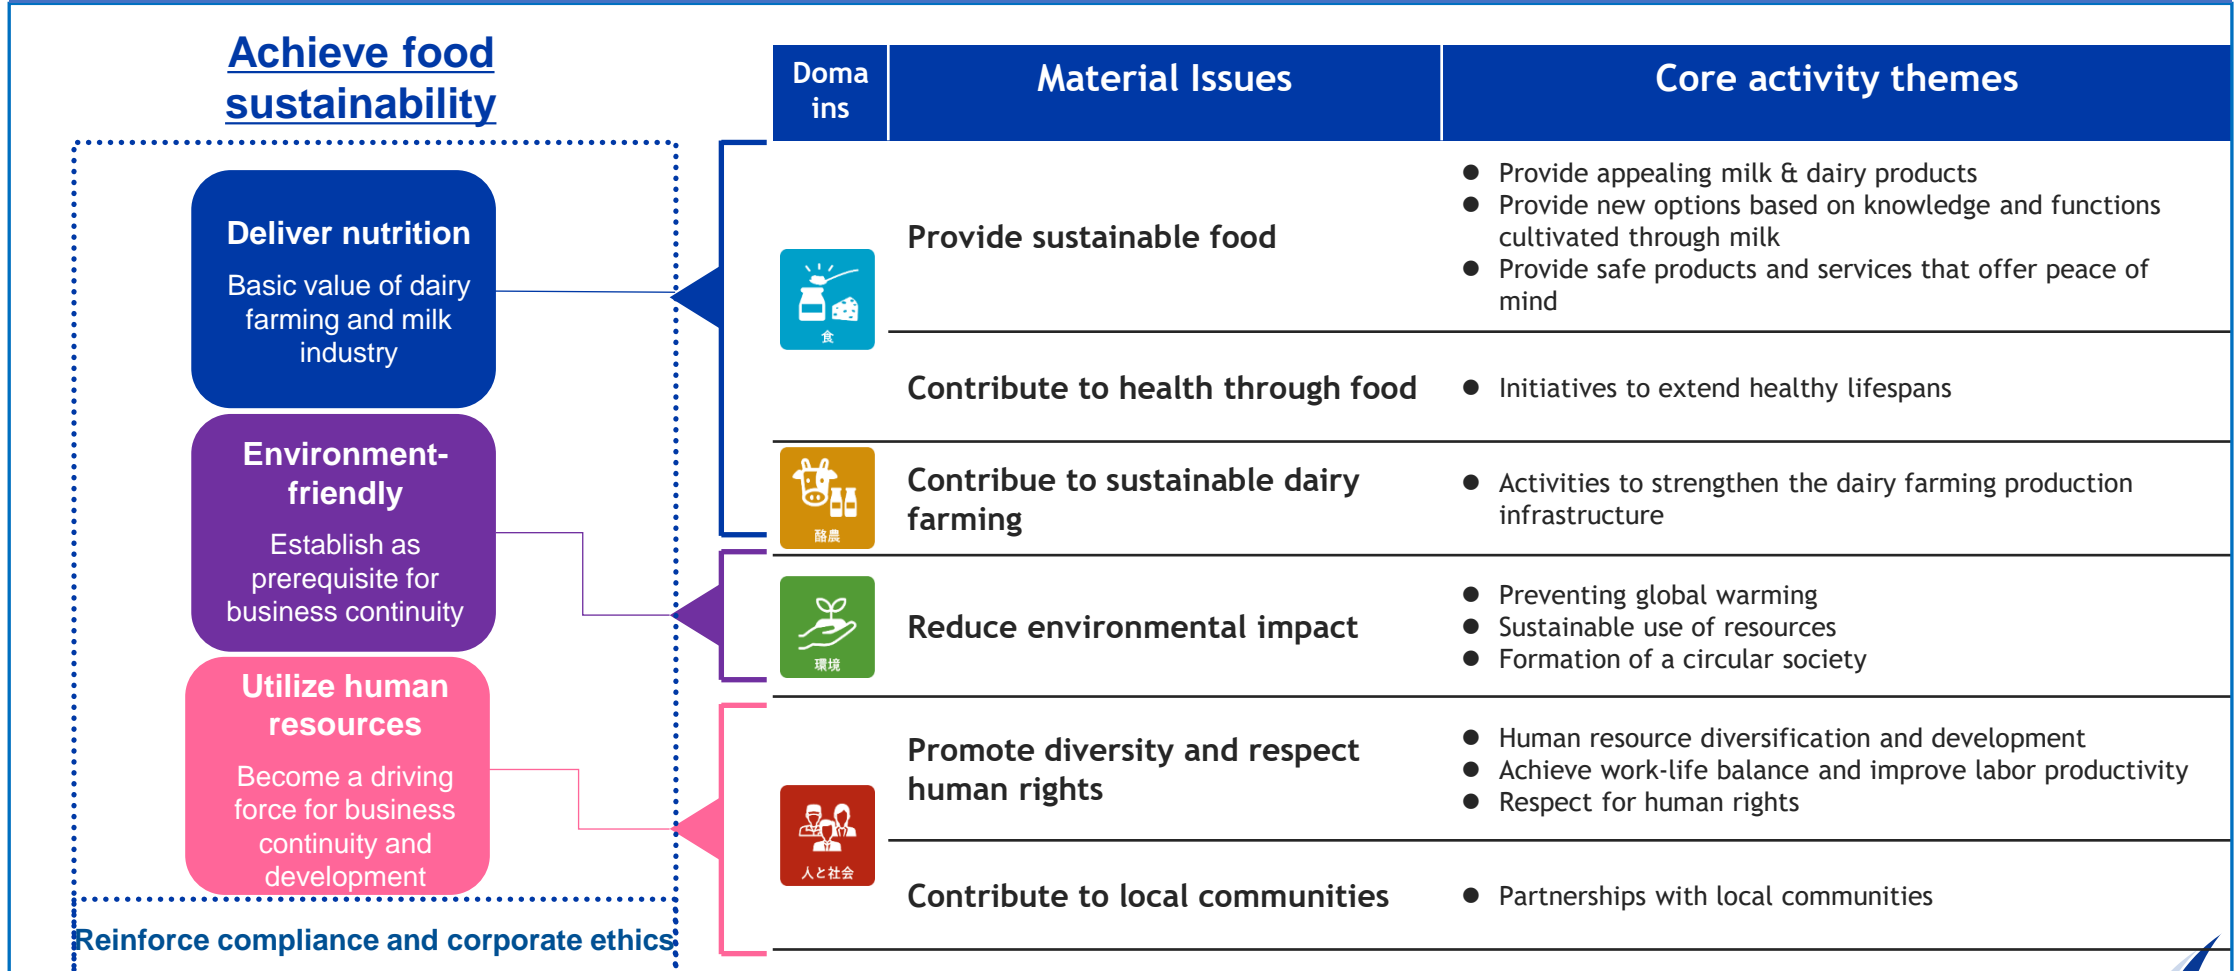 Achieve food
sustainability
Deliver nutrition
Basic value of dairy
farming and milk
industry
Environment-
friendly
Establish as
prerequisite for
business continuity
Utilize human
resources
Become a driving
force for business
continuity and
development
Reinforce compliance and corporate ethics
Doma
ins
Material Issues
Core activity themes
食
Provide sustainable food
● Provide appealing milk & dairy products
● Provide new options based on knowledge and functions
cultivated through milk
● Provide safe products and services that offer peace of
mind
Contribute to health through food
● Initiatives to extend healthy lifespans
酪農
Contribue to sustainable dairy
farming
● Activities to strengthen the dairy farming production
infrastructure
環境
Reduce environmental impact
● Preventing global warming
● Sustainable use of resources
● Formation of a circular society
人と社会
Promote diversity and respect
human rights
● Human resource diversification and development
● Achieve work-life balance and improve labor productivity
● Respect for human rights
Contribute to local communities
● Partnerships with local communities